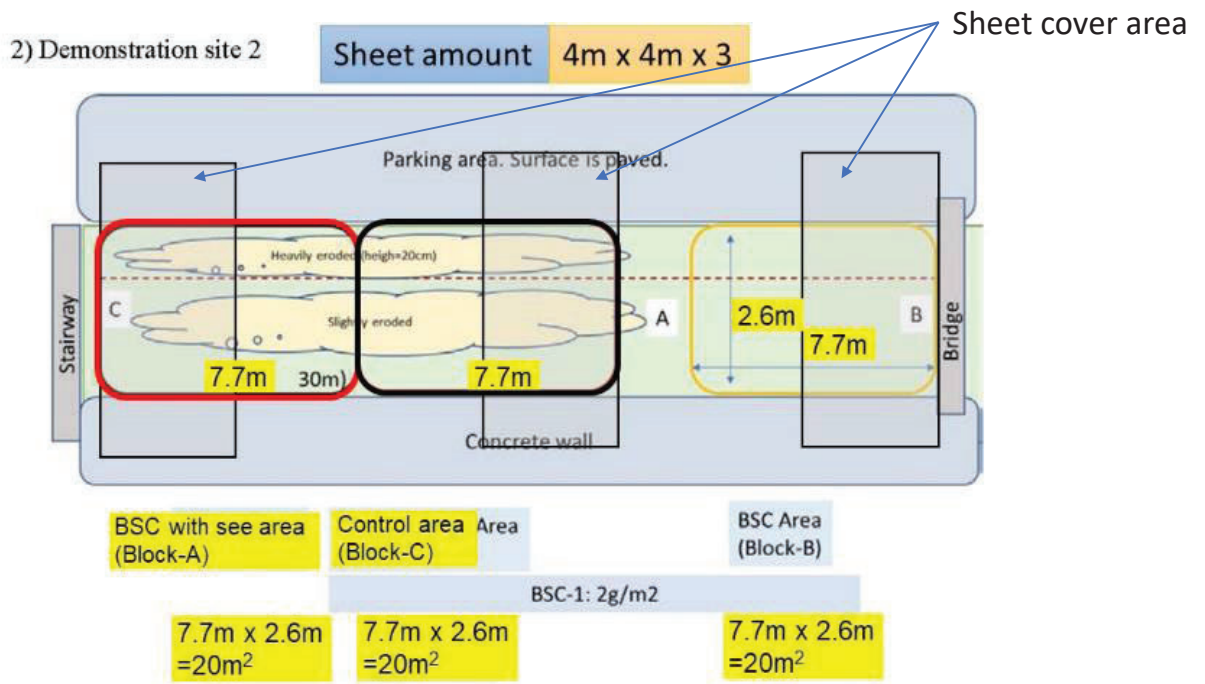 Sheet cover area
2) Demonstration site 2
Sheet amount 4m x 4m x 3
Parking area. Surface is paved.
Heavily eroded (heigh=20cm)
Stairway
C
Slightly eroded
A
2.6m
B
Bridge
7.7m
7.7m
30m)
7.7m
Concrete wall
BSC with see area
(Block-A)
Control area
(Block-C)
Area
BSC Area
(Block-B)
BSC-1: 2g/m2
7.7m x 2.6m
=20m²
7.7m x 2.6m
=20m²
7.7m x 2.6m
=20m²